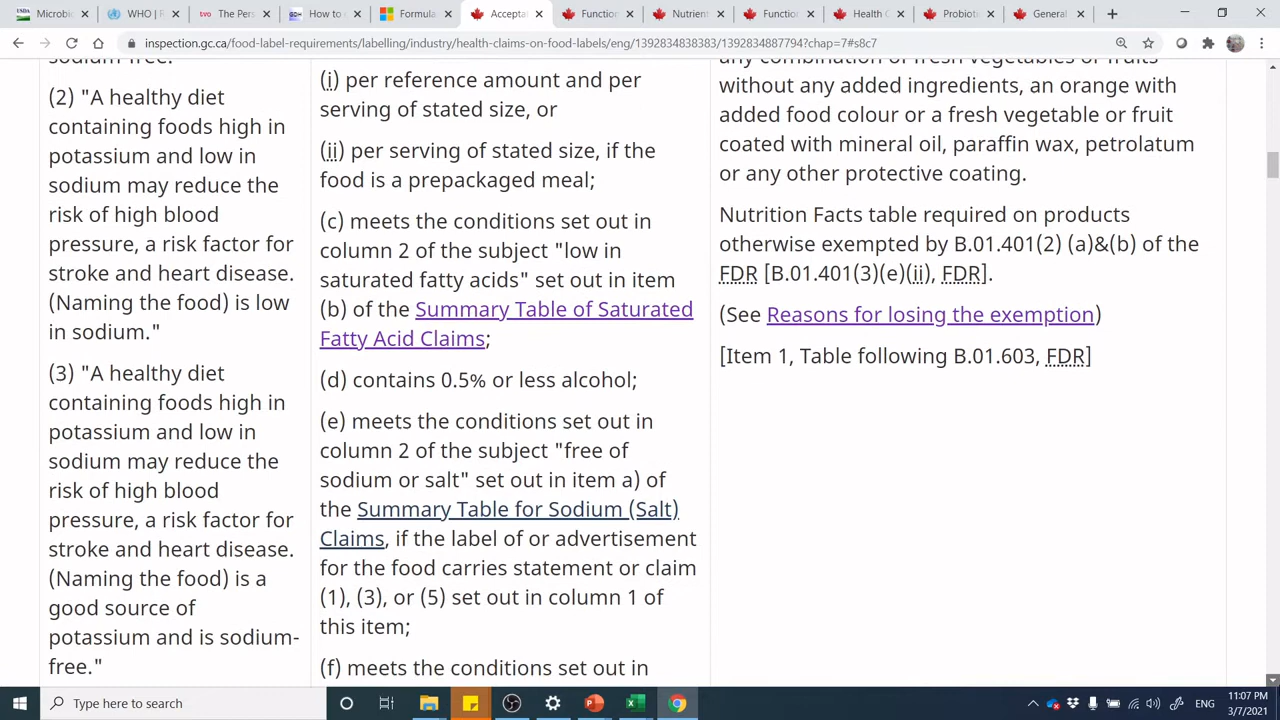 Microbi
WHO | R
tvo The Pers
How to c
Formula
Accepta
Function
Nutrient
Function
Health C
Probiot
General
inspection.gc.ca/food-label-requirements/labelling/industry/health-claims-on-food-labels/eng/1392834838383/1392834887794?chap=7#s8c7
sodium-free."
(2) "A healthy diet
containing foods high in
potassium and low in
sodium may reduce the
risk of high blood
pressure, a risk factor for
stroke and heart disease.
(Naming the food) is low
in sodium."
(3) "A healthy diet
containing foods high in
potassium and low in
sodium may reduce the
risk of high blood
pressure, a risk factor for
stroke and heart disease.
(Naming the food) is a
good source of
potassium and is sodium-
free."
(i) per reference amount and per
serving of stated size, or
(ii) per serving of stated size, if the
food is a prepackaged meal;
(c) meets the conditions set out in
column 2 of the subject "low in
saturated fatty acids" set out in item
(b) of the Summary Table of Saturated
Fatty Acid Claims;
(d) contains 0.5% or less alcohol;
(e) meets the conditions set out in
column 2 of the subject "free of
sodium or salt" set out in item a) of
the Summary Table for Sodium (Salt)
Claims, if the label of or advertisement
for the food carries statement or claim
(1), (3), or (5) set out in column 1 of
this item;
(f) meets the conditions set out in
any combination of fresh vegetables or fruits
without any added ingredients, an orange with
added food colour or a fresh vegetable or fruit
coated with mineral oil, paraffin wax, petrolatum
or any other protective coating.
Nutrition Facts table required on products
otherwise exempted by B.01.401(2) (a)&(b) of the
FDR [B.01.401(3)(e)(ii), FDR].
(See Reasons for losing the exemption)
[Item 1, Table following B.01.603, FDR]
Type here to search
ENG
11:07 PM
3/7/2021